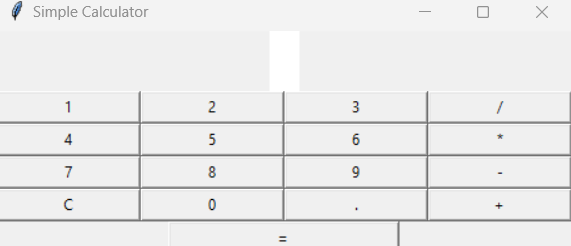 Simple Calculator
1 2 3 /
4 5 6 *
7 8 9 -
C 0 . +
=